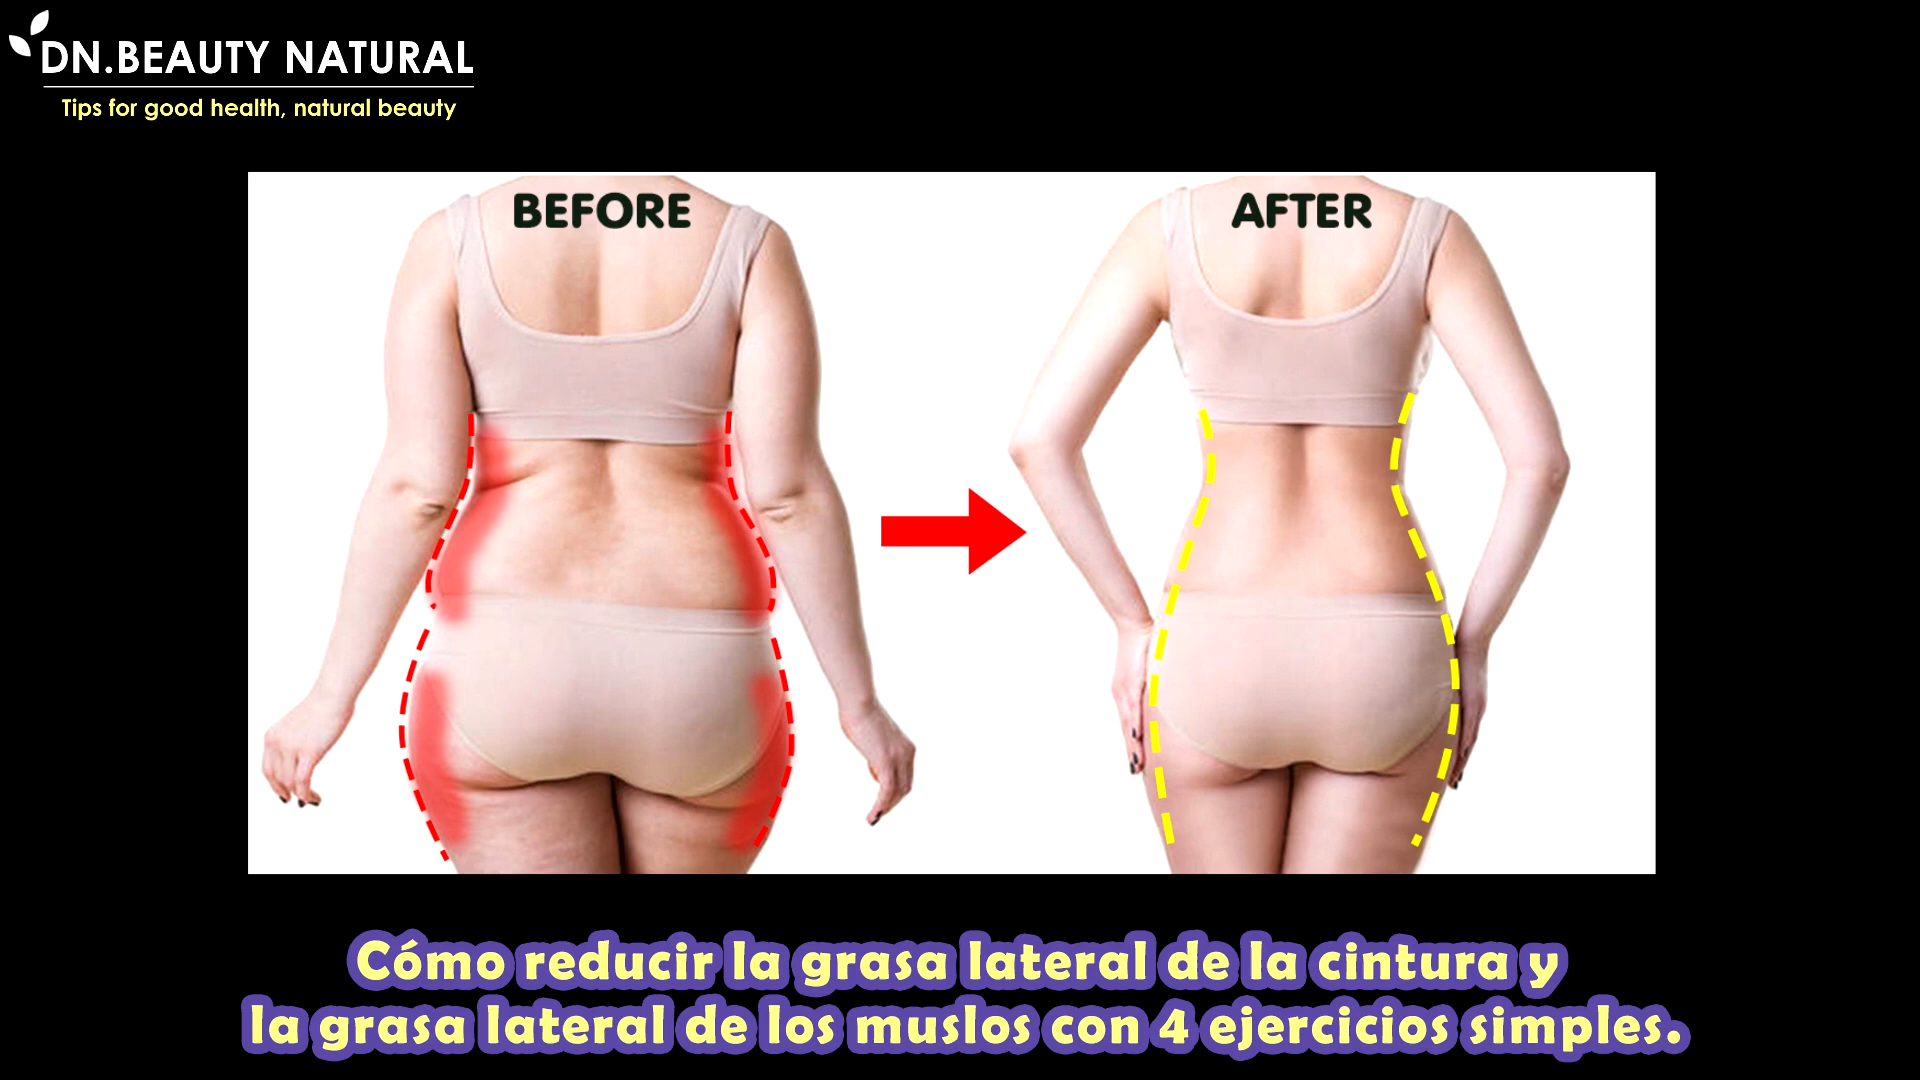 DN.BEAUTY NATURAL
Tips for good health, natural beauty
BEFORE
AFTER
Cómo reducir la grasa lateral de la cintura y
la grasa lateral de los muslos con 4 ejercicios simples.